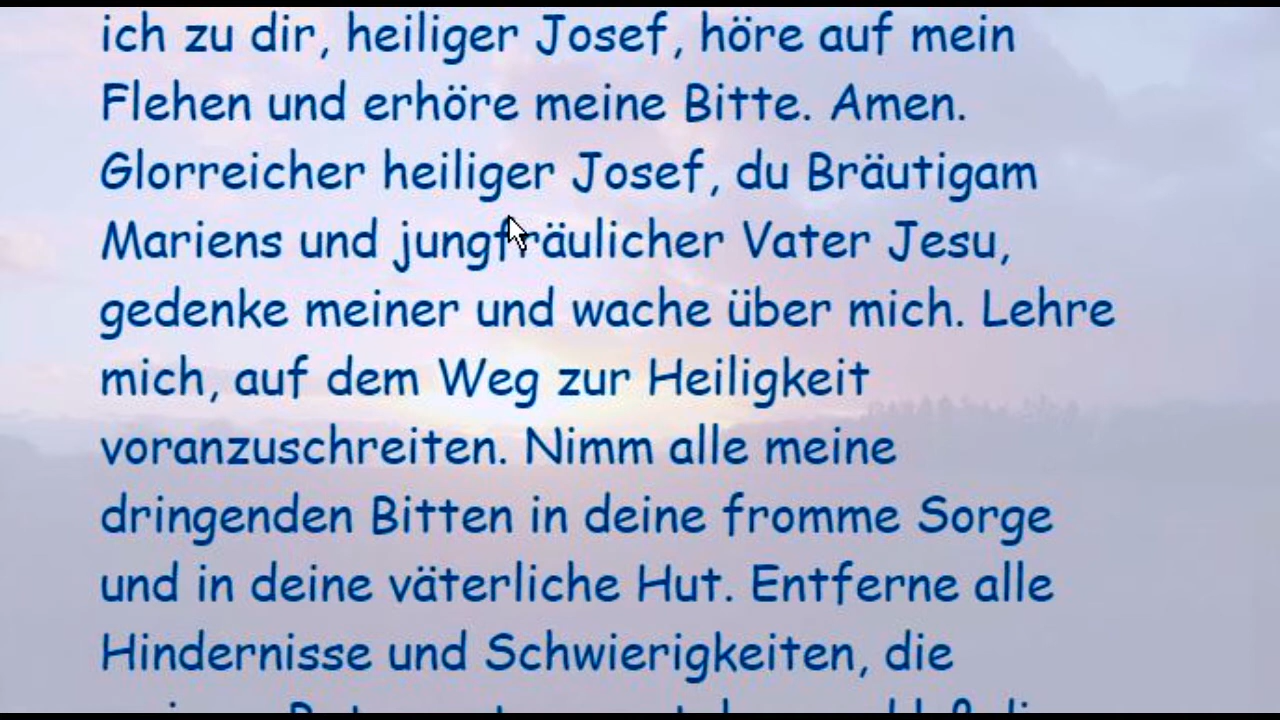 ich zu dir, heiliger Josef, höre auf mein
Flehen und erhöre meine Bitte. Amen.
Glorreicher heiliger Josef, du Bräutigam
Mariens und jungfräulicher Vater Jesu,
gedenke meiner und wache über mich. Lehre
mich, auf dem Weg zur Heiligkeit
voranzuschreiten. Nimm alle meine
dringenden Bitten in deine fromme Sorge
und in deine väterliche Hut. Entferne alle
Hindernisse und Schwierigkeiten, die